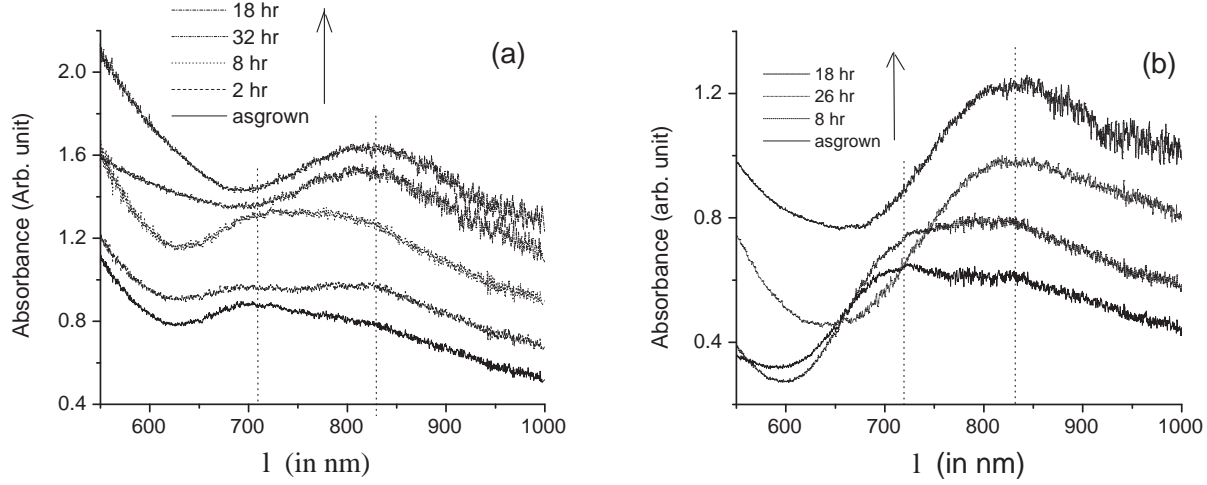 18 hr
32 hr
8 hr
2 hr
asgrown
(a)
2.0
1.6
1.2
0.8
0.4
Absorbance (Arb. unit)
600 700 800 900 1000
l (in nm)
18 hr
26 hr
8 hr
asgrown
(b)
1.2
0.8
0.4
Absorbance (arb. unit)
600 700 800 900 1000
l (in nm)